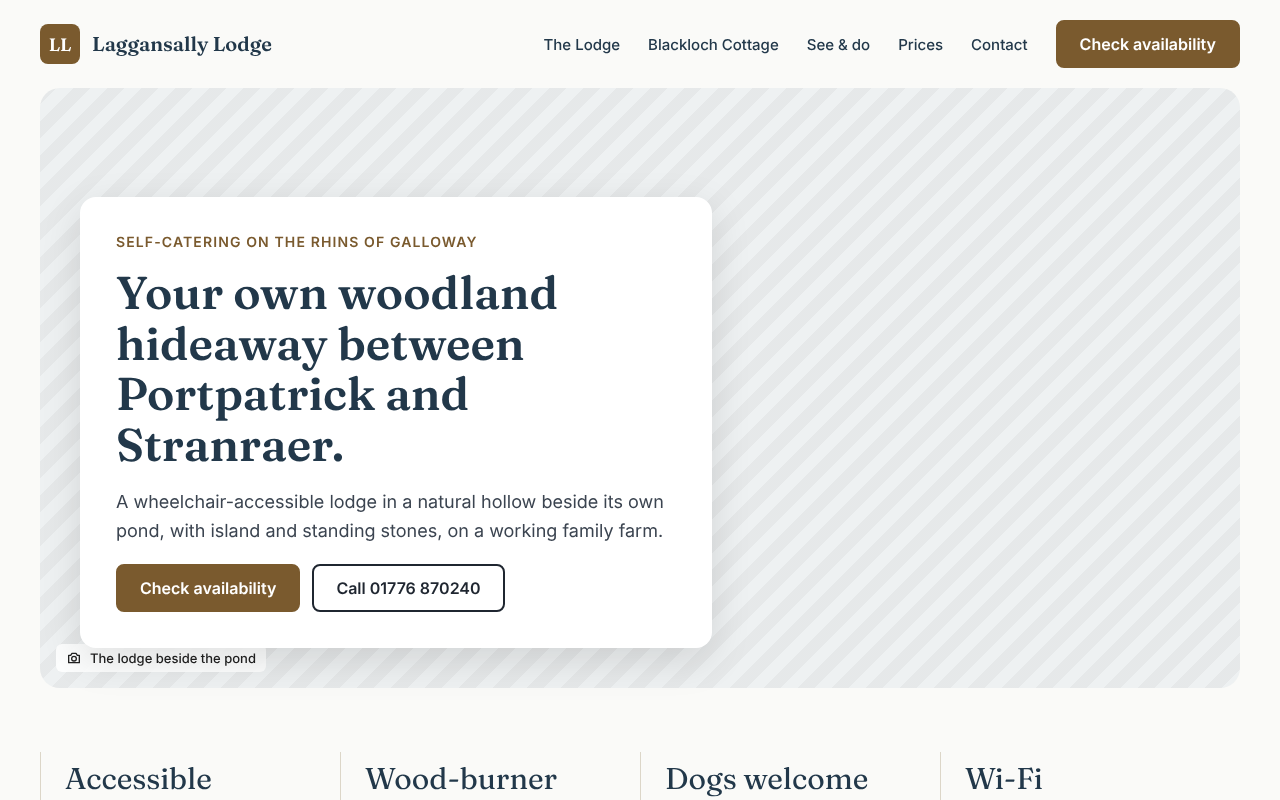 LL
Laggansally Lodge
The Lodge
Blackloch Cottage
See & do
Prices
Contact
Check availability
SELF-CATERING ON THE RHINS OF GALLOWAY
Your own woodland
hideaway between
Portpatrick and
Stranraer.
A wheelchair-accessible lodge in a natural hollow beside its own
pond, with island and standing stones, on a working family farm.
Check availability
Call 01776 870240
The lodge beside the pond
Accessible
Wood-burner
Dogs welcome
Wi-Fi